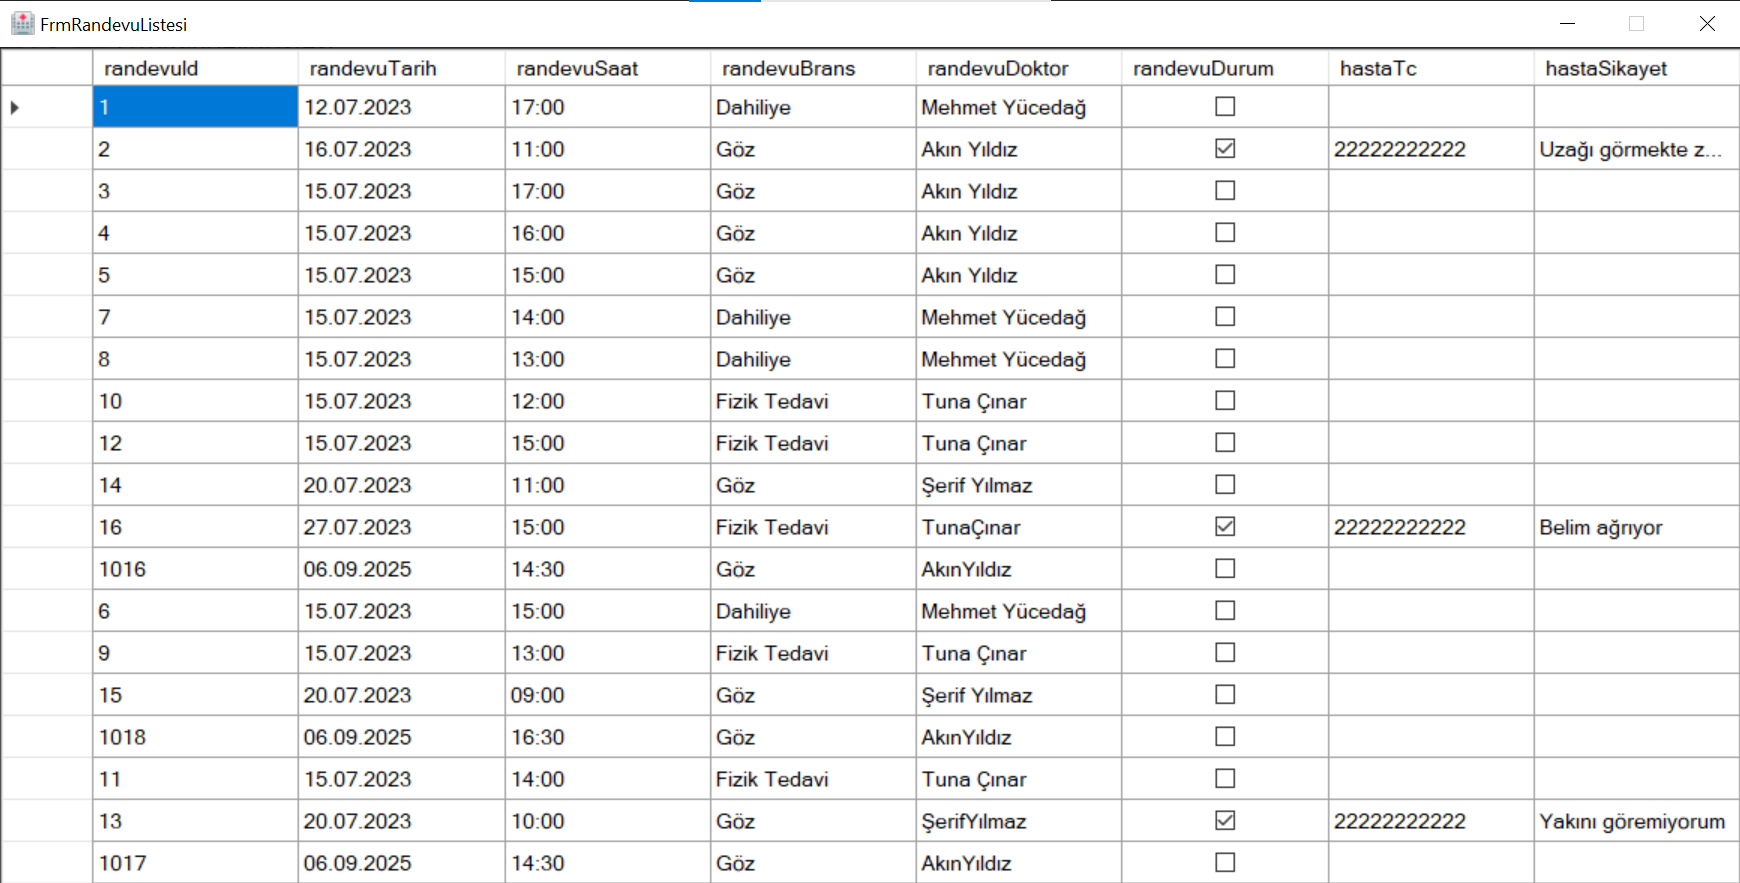 FrmRandevuListesi
randevuId randevuTarih randevuSaat randevuBrans randevuDoktor randevuDurum hastaTc hastaSikayet
1 12.07.2023 17:00 Dahiliye Mehmet Yücedağ
2 16.07.2023 11:00 Göz Akın Yıldız 22222222222 Uzağı görmekte z...
3 15.07.2023 17:00 Göz Akın Yıldız
4 15.07.2023 16:00 Göz Akın Yıldız
5 15.07.2023 15:00 Göz Akın Yıldız
7 15.07.2023 14:00 Dahiliye Mehmet Yücedağ
8 15.07.2023 13:00 Dahiliye Mehmet Yücedağ
10 15.07.2023 12:00 Fizik Tedavi Tuna Çınar
12 15.07.2023 15:00 Fizik Tedavi Tuna Çınar
14 20.07.2023 11:00 Göz Şerif Yılmaz
16 27.07.2023 15:00 Fizik Tedavi TunaÇınar 22222222222 Belim ağrıyor
1016 06.09.2025 14:30 Göz AkınYıldız
6 15.07.2023 15:00 Dahiliye Mehmet Yücedağ
9 15.07.2023 13:00 Fizik Tedavi Tuna Çınar
15 20.07.2023 09:00 Göz Şerif Yılmaz
1018 06.09.2025 16:30 Göz AkınYıldız
11 15.07.2023 14:00 Fizik Tedavi Tuna Çınar
13 20.07.2023 10:00 Göz ŞerifYılmaz 22222222222 Yakını göremiyorum
1017 06.09.2025 14:30 Göz AkınYıldız